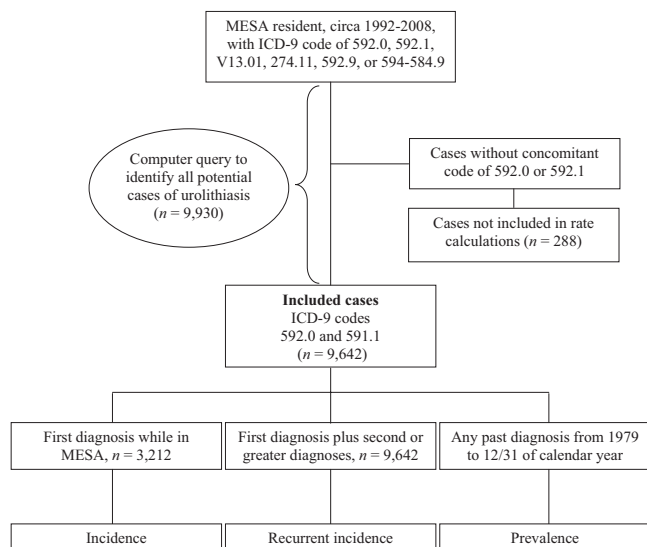 MESA resident, circa 1992-2008,
with ICD-9 code of 592.0, 592.1,
V13.01, 274.11, 592.9, or 594-584.9
Computer query to
identify all potential
cases of urolithiasis
(n = 9,930)
Cases without concomitant
code of 592.0 or 592.1
Cases not included in rate
calculations (n = 288)
Included cases
ICD-9 codes
592.0 and 591.1
(n = 9,642)
First diagnosis while in
MESA, n = 3,212
First diagnosis plus second or
greater diagnoses, n = 9,642
Any past diagnosis from 1979
to 12/31 of calendar year
Incidence
Recurrent incidence
Prevalence